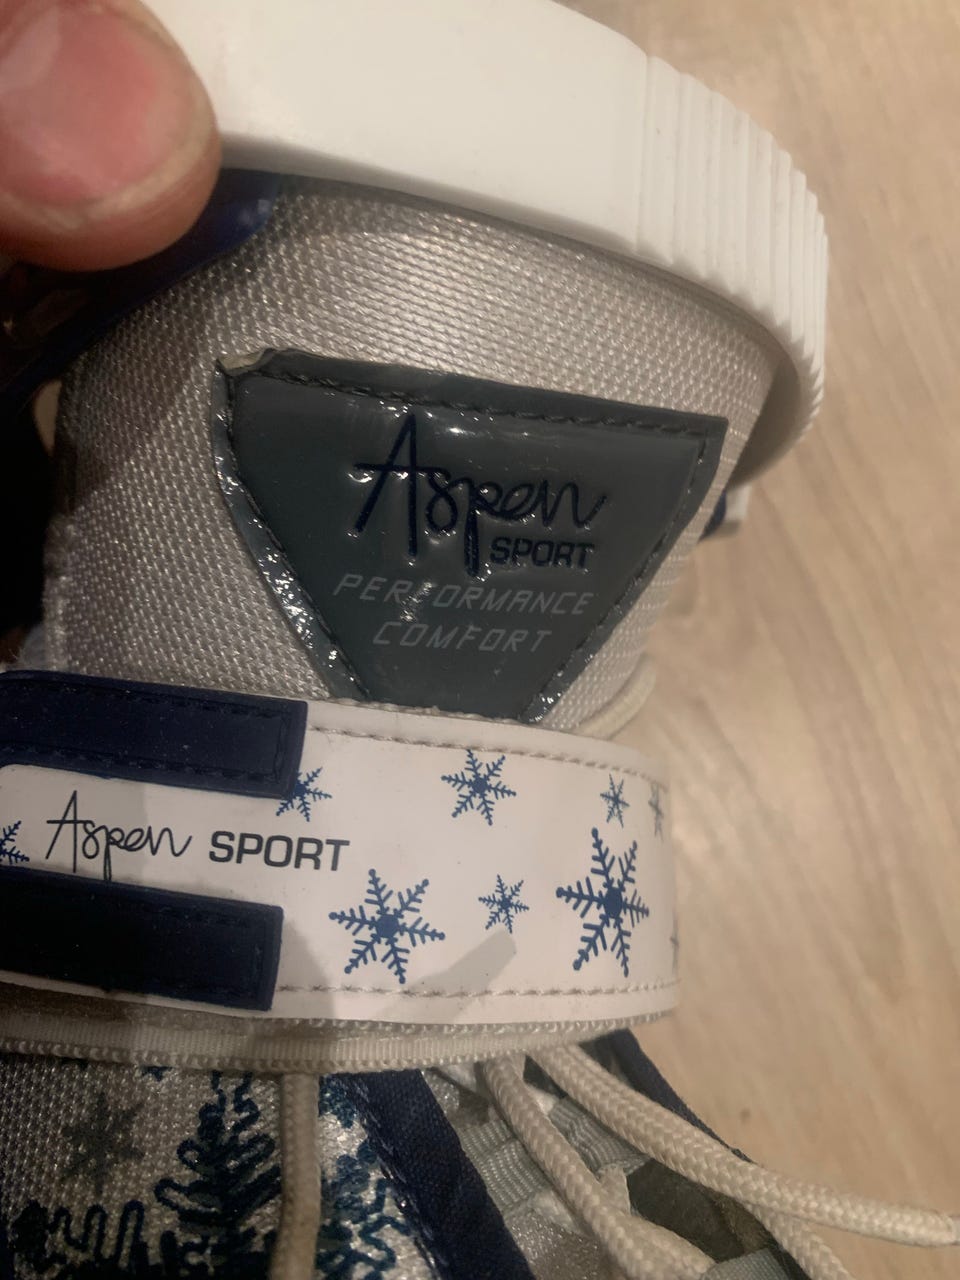 Aspen
SPORT
PERFORMANCE
COMFORT
Aspen SPORT